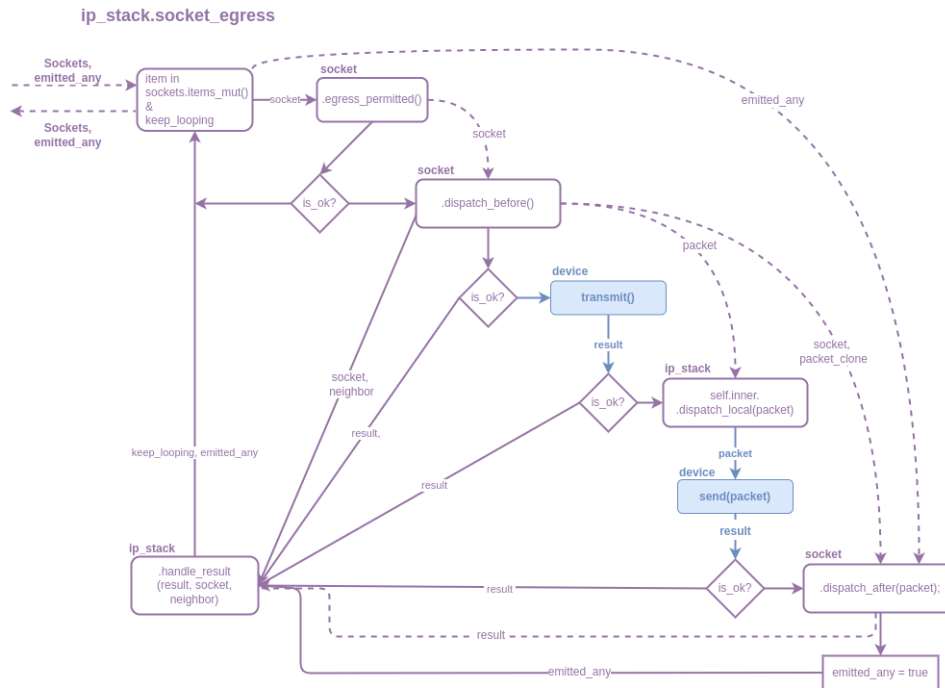 ip_stack.socket_egress
Sockets,
emitted_any
Sockets,
emitted_any
item in
sockets.items_mut()
&
keep_looping
socket
socket
.egress_permitted()
emitted_any
socket
is_ok?
socket
.dispatch_before()
packet
is_ok?
device
transmit()
result
socket,
packet_clone
socket,
neighbor
is_ok?
ip_stack
self.inner.
.dispatch_local(packet)
result,
keep_looping, emitted_any
packet
device
send(packet)
result
result
ip_stack
.handle_result
(result, socket,
neighbor)
result
is_ok?
socket
.dispatch_after(packet);
result
emitted_any
emitted_any = true